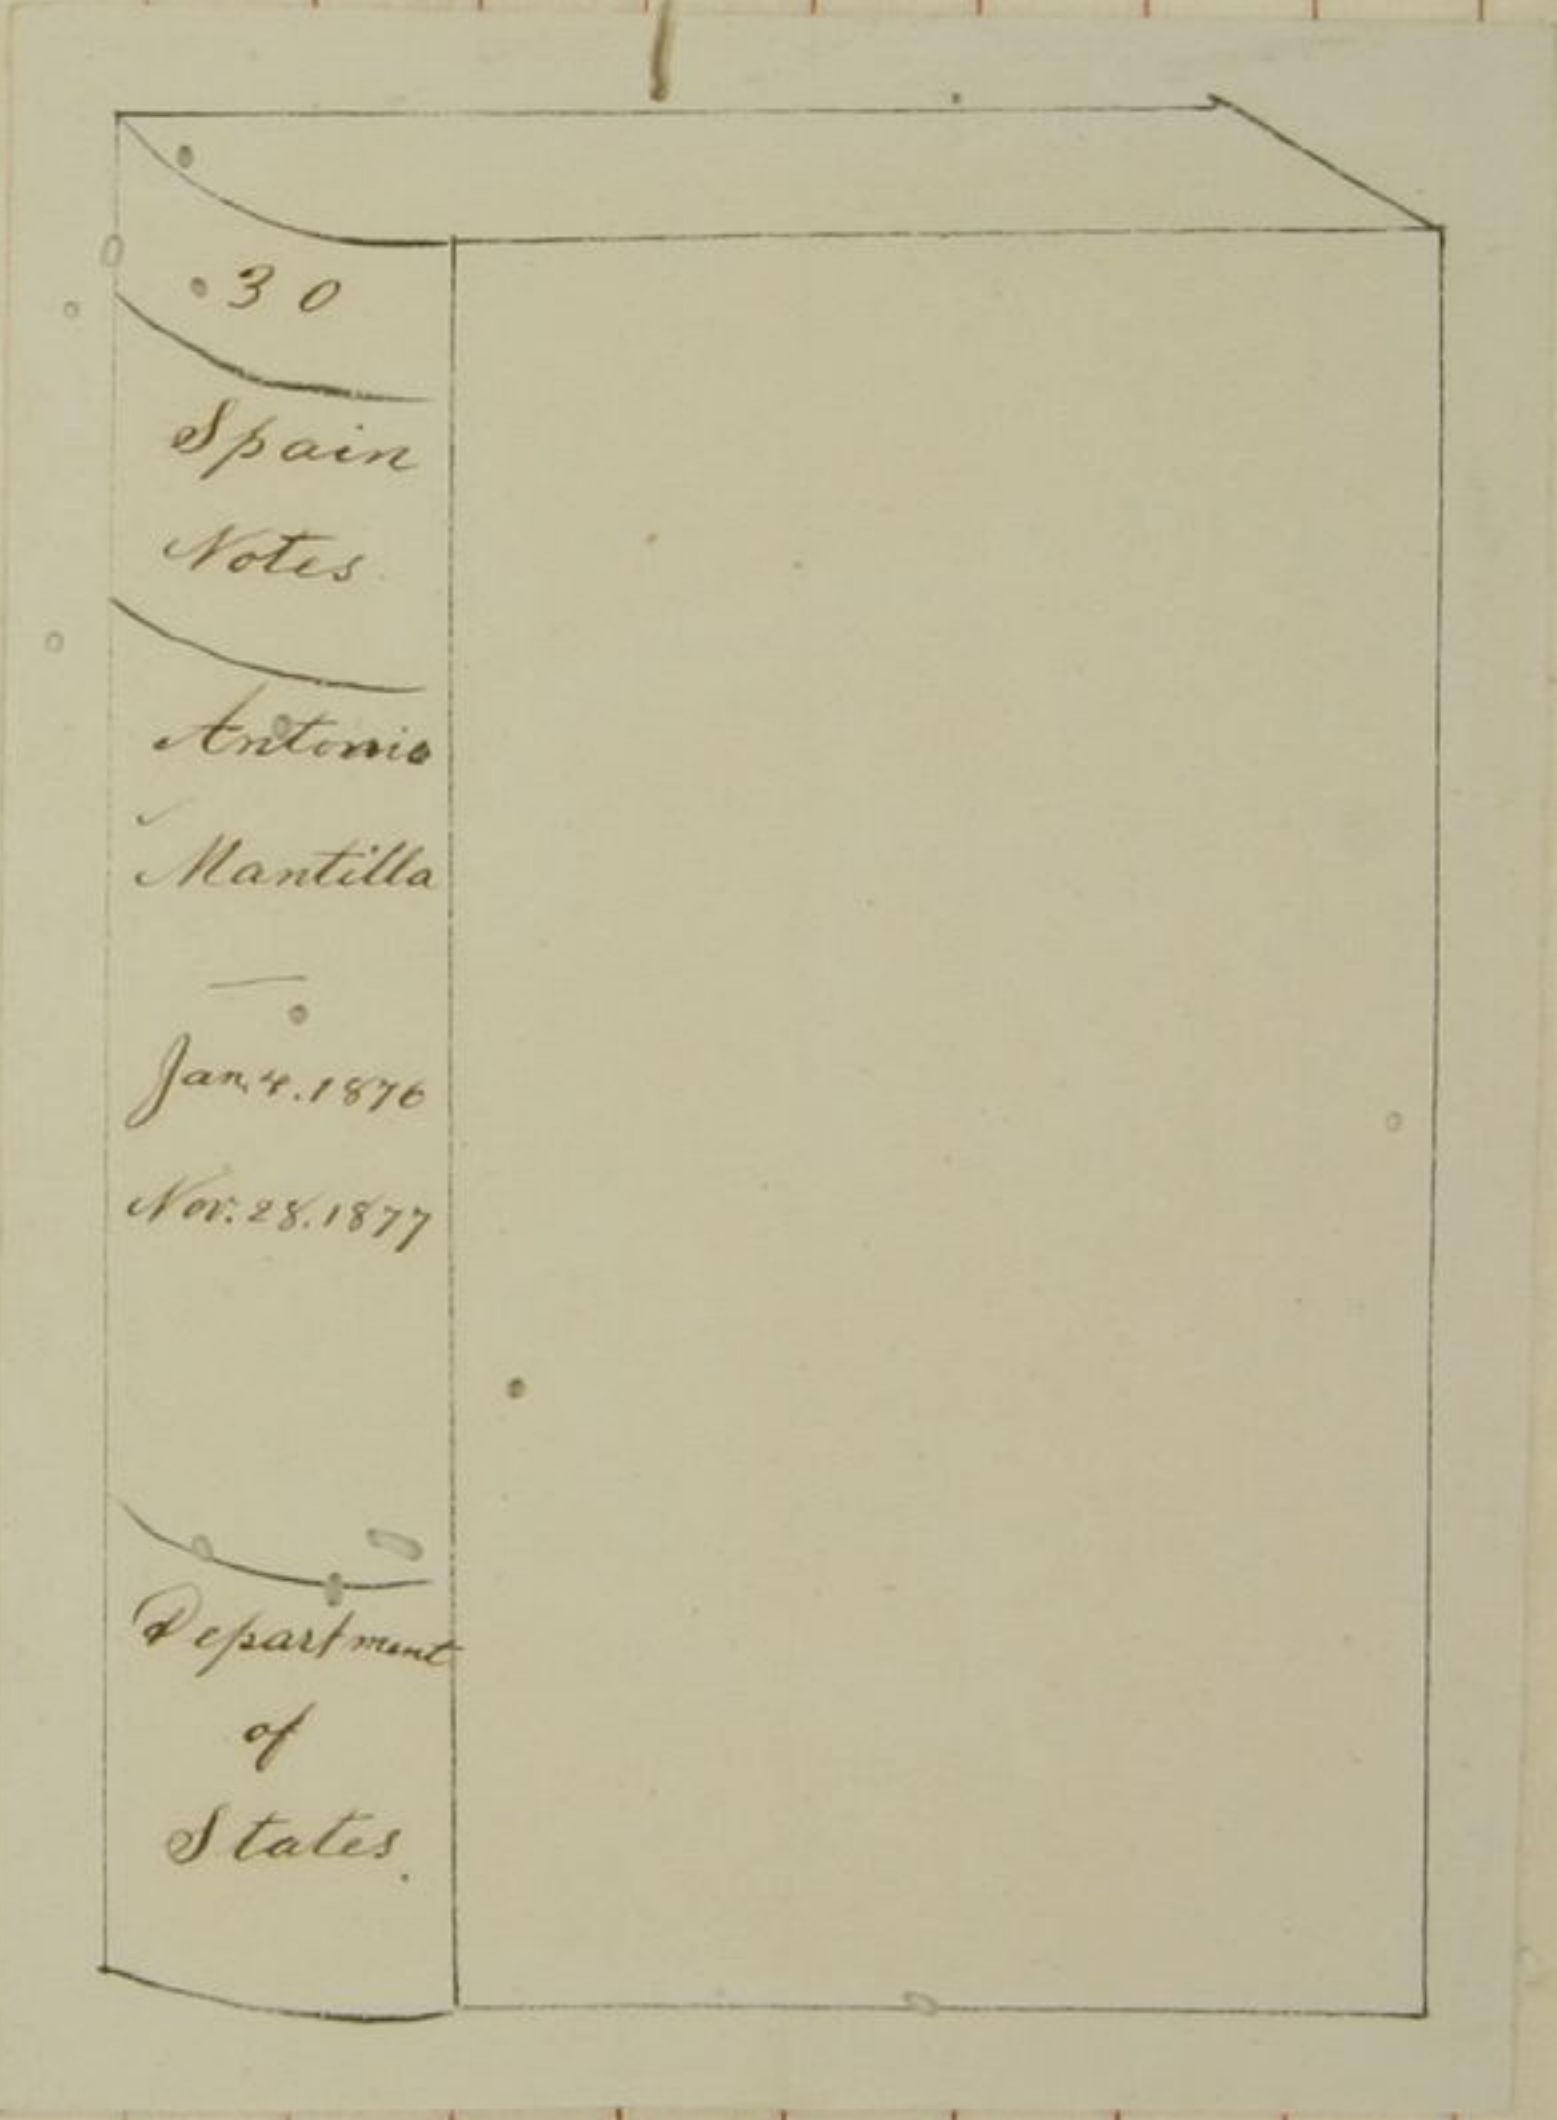 30
Spain
Notes
Antonio
Mantilla
Jan. 4. 1876
Nov. 28. 1877
Department
of
States.